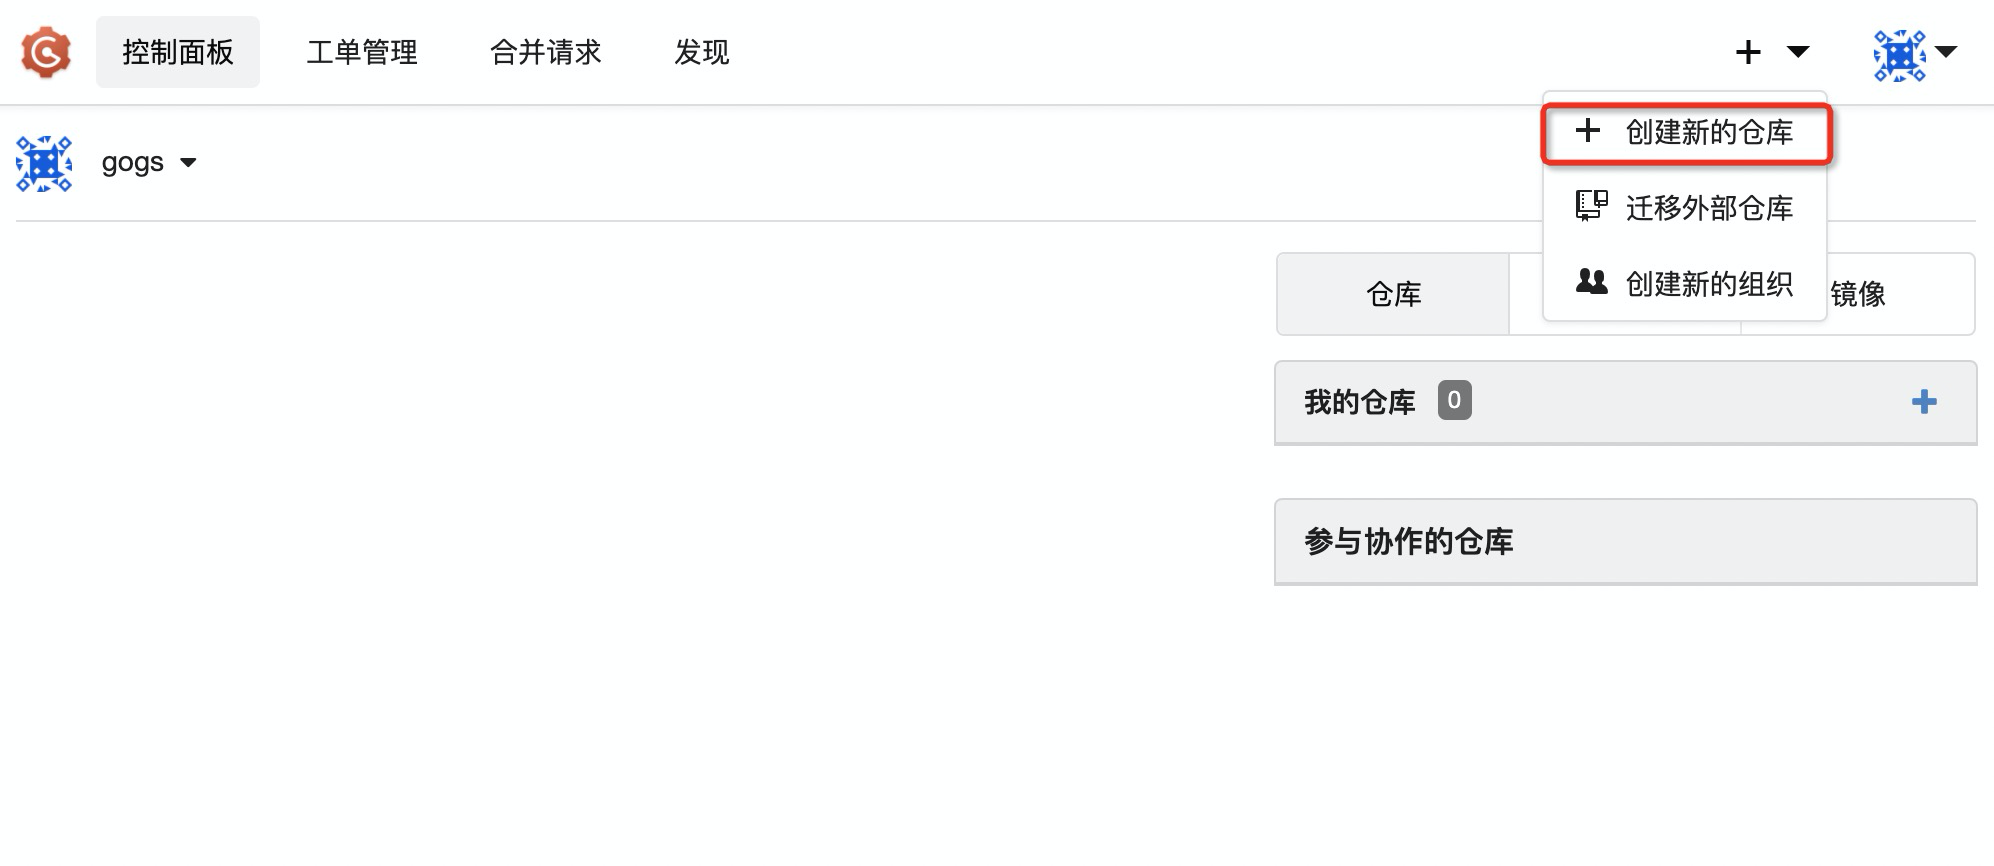 控制面板
工单管理
合并请求
发现
创建新的仓库
gogs
迁移外部仓库
创建新的组织
仓库
镜像
我的仓库 0
参与协作的仓库